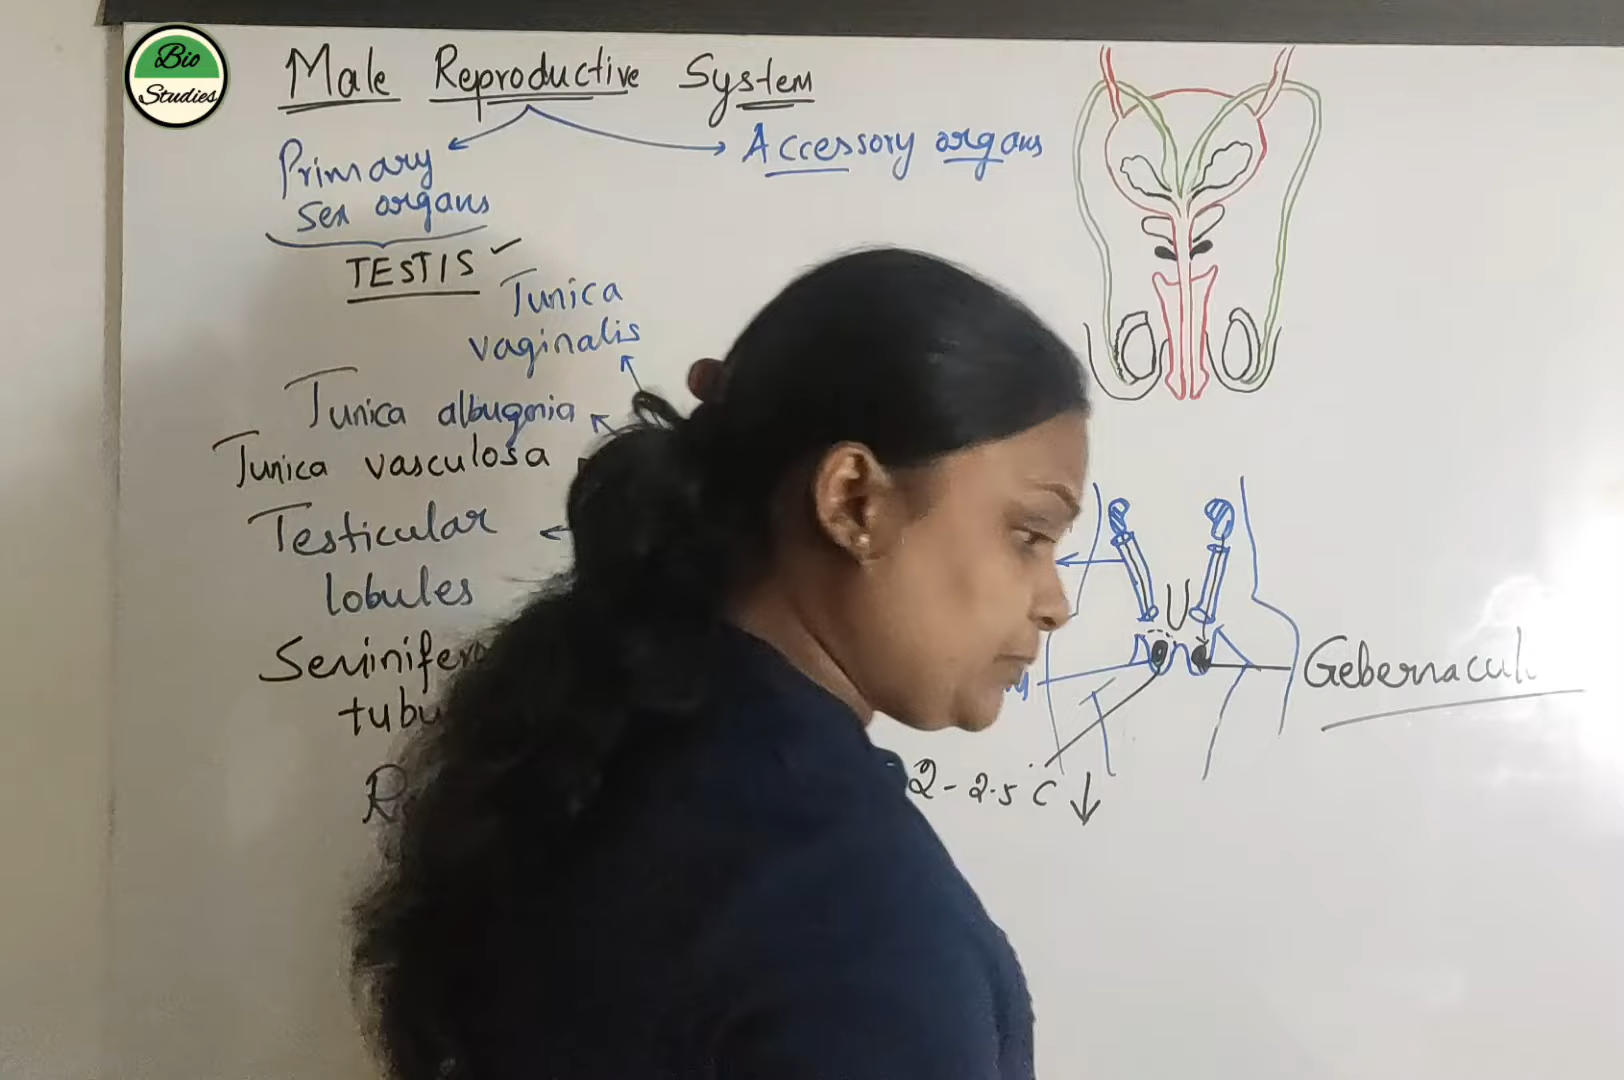 Bio
Studies
Male Reproductive System
Primary
Sex organs
Accessory organs
TESTIS
Tunica
vaginalis
Tunica albugnia
Tunica vasculosa
Testicular
lobules
2-2.5°C ↓